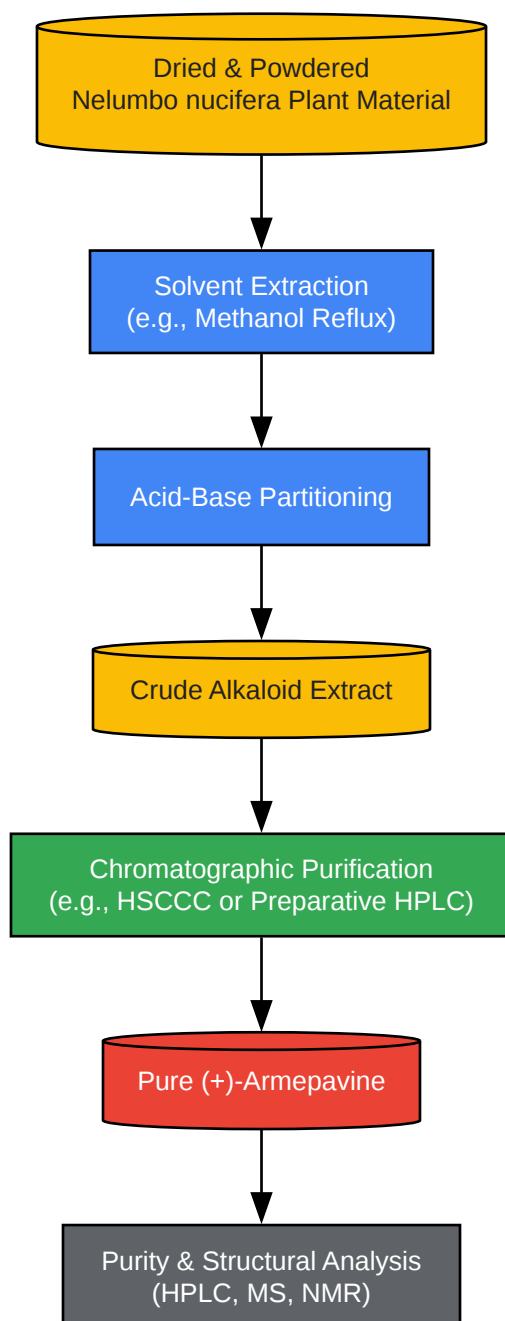 Dried & Powdered
Nelumbo nucifera Plant Material
Solvent Extraction
(e.g., Methanol Reflux)
Acid-Base Partitioning
Crude Alkaloid Extract
Chromatographic Purification
(e.g., HSCCC or Preparative HPLC)
Pure (+)-Armepavine
Purity & Structural Analysis
(HPLC, MS, NMR)